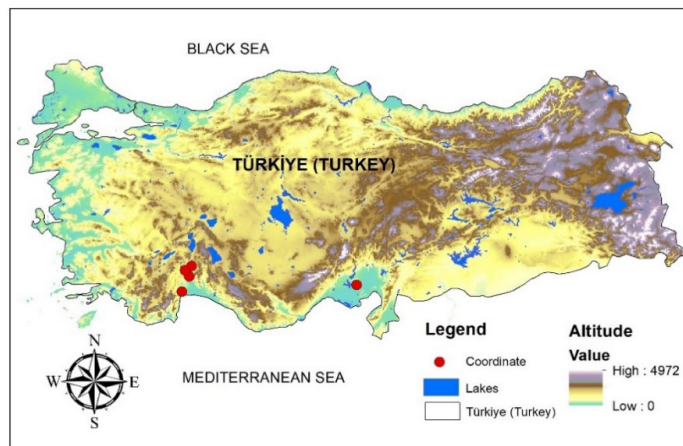 BLACK SEA
TÜRKİYE (TURKEY)
MEDITERRANEAN SEA
N
W E
S
Legend
Coordinate
Lakes
Türkiye (Turkey)
Altitude
Value
High : 4972
Low : 0